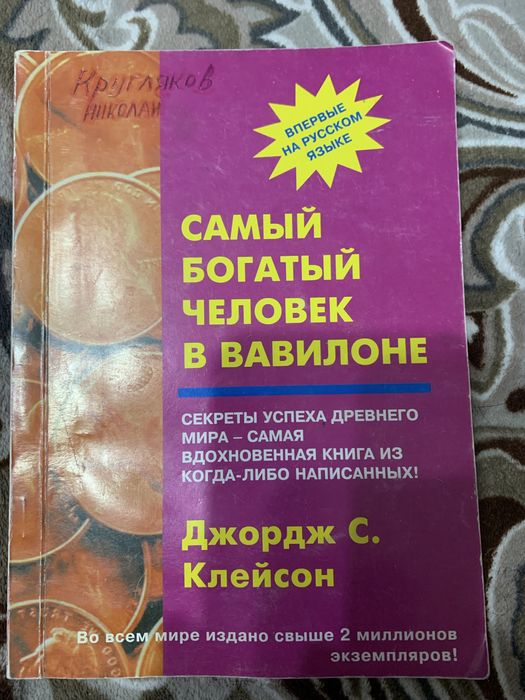 Кругляков
НИКОЛАЙ
ВПЕРВЫЕ
НА РУССКОМ
ЯЗЫКЕ
САМЫЙ
БОГАТЫЙ
ЧЕЛОВЕК
В ВАВИЛОНЕ
СЕКРЕТЫ УСПЕХА ДРЕВНЕГО
МИРА – САМАЯ
ВДОХНОВЕННАЯ КНИГА ИЗ
КОГДА-ЛИБО НАПИСАННЫХ!
Джордж С.
Клейсон
Во всем мире издано свыше 2 миллионов
экземпляров!